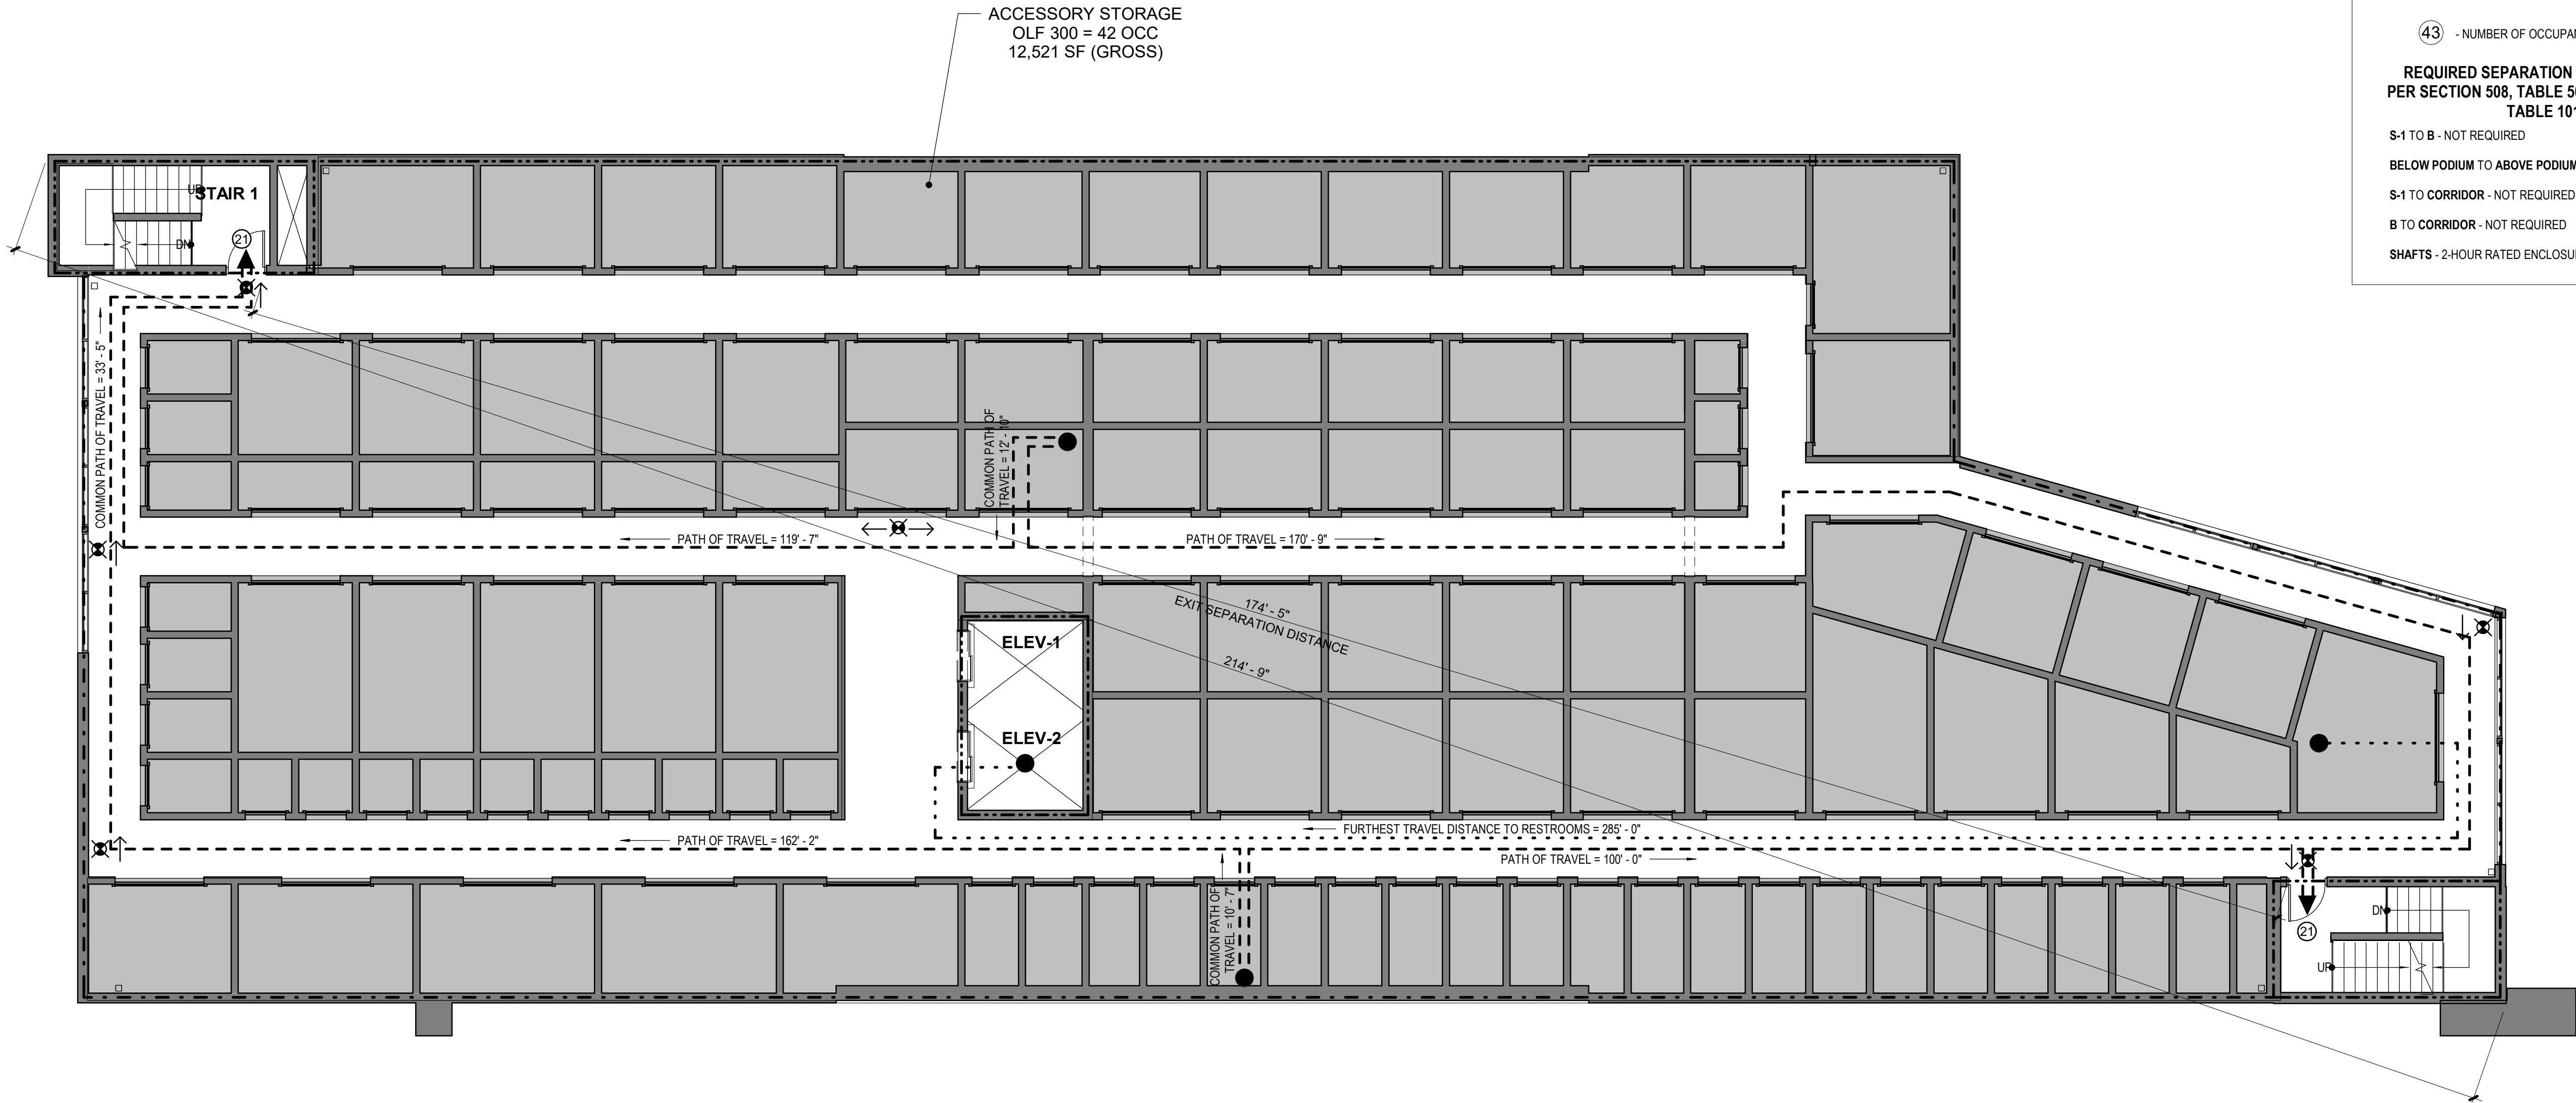 ACCESSORY STORAGE
OLF 300 = 42 OCC
12,521 SF (GROSS)
43 - NUMBER OF OCCUPA
REQUIRED SEPARATION
PER SECTION 508, TABLE 50
TABLE 101
S-1 TO B - NOT REQUIRED
BELOW PODIUM TO ABOVE PODIUM
S-1 TO CORRIDOR - NOT REQUIRED
B TO CORRIDOR - NOT REQUIRED
SHAFTS - 2-HOUR RATED ENCLOSU
UP
STAIR 1
DN
21
COMMON PATH OF TRAVEL = 33' - 5"
COMMON PATH OF
TRAVEL = 12' - 10"
PATH OF TRAVEL = 119' - 7"
PATH OF TRAVEL = 170' - 9"
174' - 5"
EXIT SEPARATION DISTANCE
214' - 9"
ELEV-1
ELEV-2
FURTHEST TRAVEL DISTANCE TO RESTROOMS = 285' - 0"
PATH OF TRAVEL = 162' - 2"
PATH OF TRAVEL = 100' - 0"
COMMON PATH OF
TRAVEL = 10' - 7"
DN
21
UP